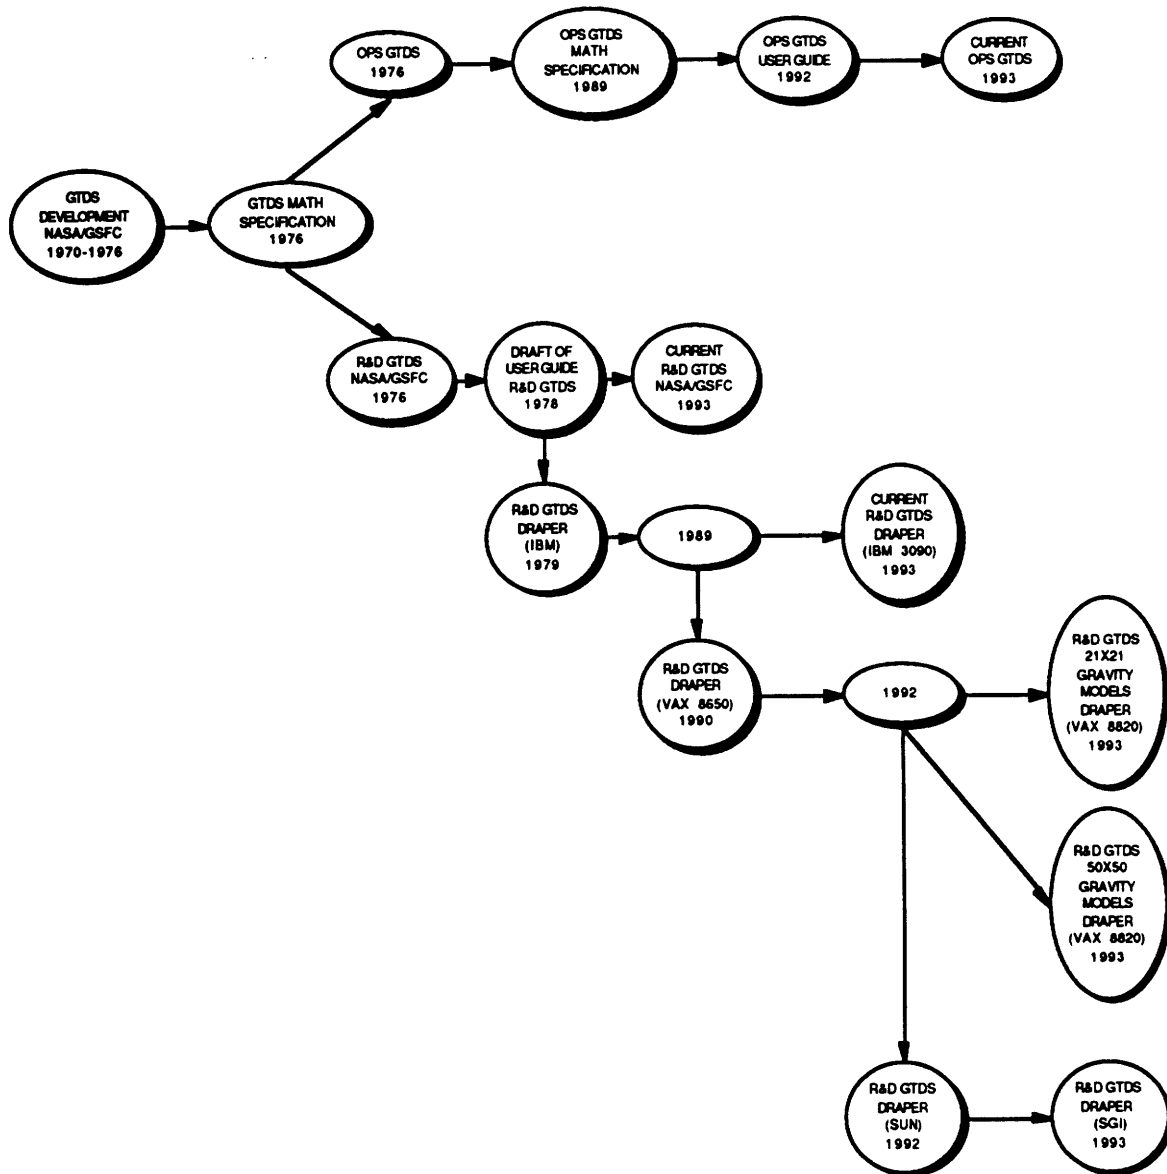 OPS GTDS
1976
OPS GTDS
MATH
SPECIFICATION
1989
OPS GTDS
USER GUIDE
1992
CURRENT
OPS GTDS
1993
GTDS
DEVELOPMENT
NASA/GSFC
1970-1976
GTDS MATH
SPECIFICATION
1976
R&D GTDS
NASA/GSFC
1976
DRAFT OF
USER GUIDE
R&D GTDS
1978
CURRENT
R&D GTDS
NASA/GSFC
1993
R&D GTDS
DRAPER
(IBM)
1979
1989
CURRENT
R&D GTDS
DRAPER
(IBM 3090)
1993
R&D GTDS
DRAPER
(VAX 8650)
1990
1992
R&D GTDS
21X21
GRAVITY
MODELS
DRAPER
(VAX 8820)
1993
R&D GTDS
50X50
GRAVITY
MODELS
DRAPER
(VAX 8820)
1993
R&D GTDS
DRAPER
(SUN)
1992
R&D GTDS
DRAPER
(SGI)
1993